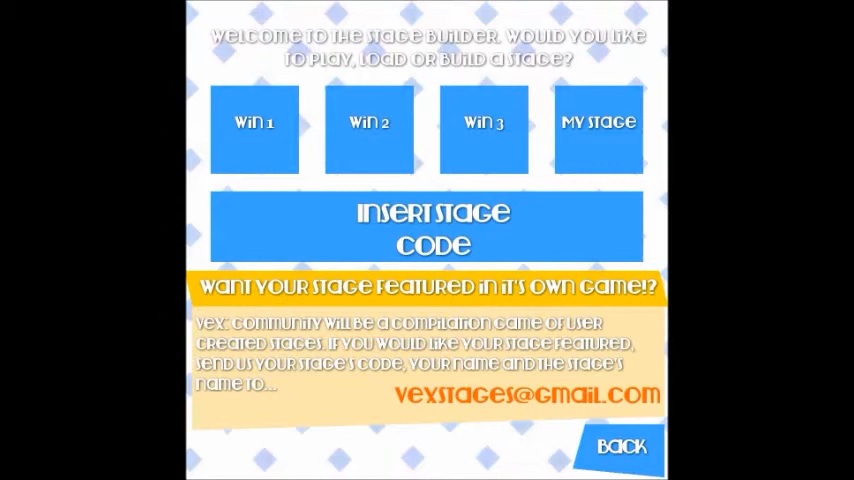 WELCOME TO THE STAGE BUILDER. WOULD YOU LIKE
TO PLAY, LOAD OR BUILD A STAGE?
WIN 1
WIN 2
WIN 3
MY STAGE
INSERT STAGE
CODE
WANT YOUR STAGE FEATURED IN IT'S OWN GAME!?
VEX: COMMUNITY WILL BE A COMPILATION GAME OF USER
CREATED STAGES. IF YOU WOULD LIKE YOUR STAGE FEATURED,
SEND US YOUR STAGE'S CODE, YOUR NAME AND THE STAGE'S
NAME TO...
VEXSTAGES@GMAIL.COM
BACK